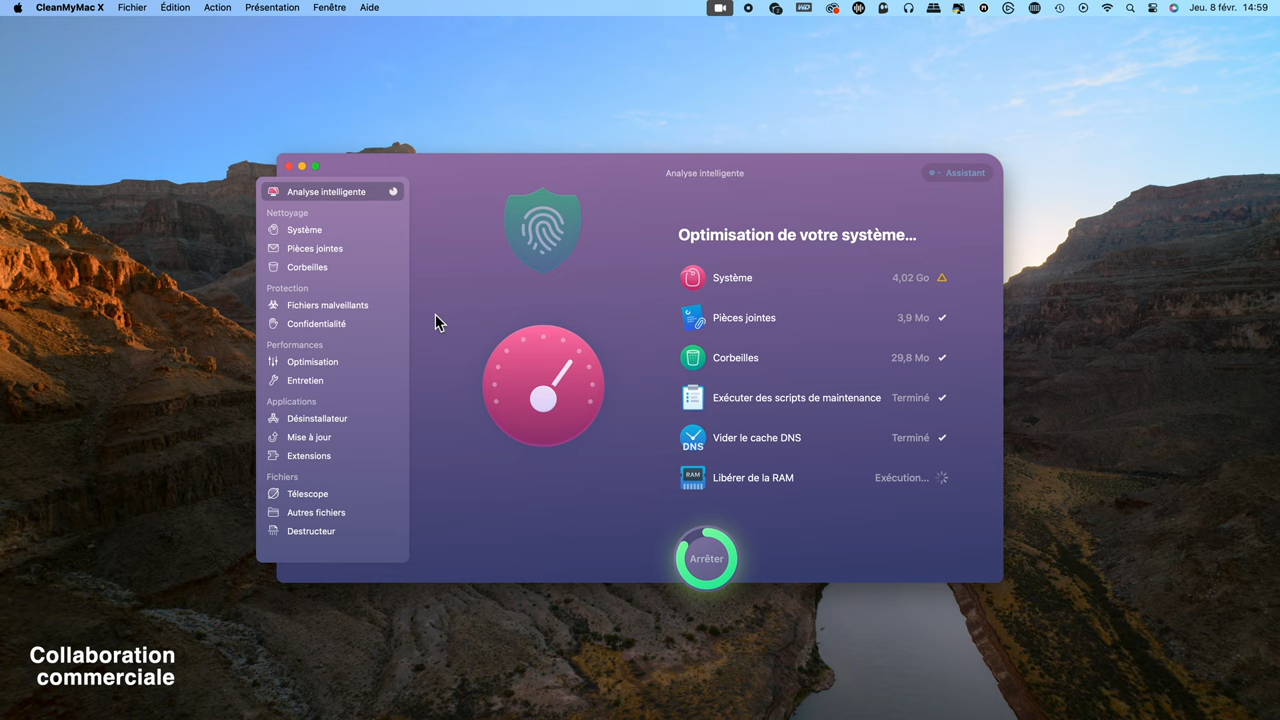 CleanMyMac X Fichier Édition Action Présentation Fenêtre Aide
Jeu. 8 févr. 14:59
Analyse intelligente
Assistant
Analyse intelligente
Nettoyage
Système
Pièces jointes
Corbeilles
Protection
Fichiers malveillants
Confidentialité
Performances
Optimisation
Entretien
Applications
Désinstallateur
Mise à jour
Extensions
Fichiers
Télescope
Autres fichiers
Destructeur
Optimisation de votre système...
Système 4,02 Go
Pièces jointes 3,9 Mo
Corbeilles 29,8 Mo
Exécuter des scripts de maintenance Terminé
DNS
Vider le cache DNS Terminé
RAM
Libérer de la RAM Exécution...
Arrêter
Collaboration
commerciale